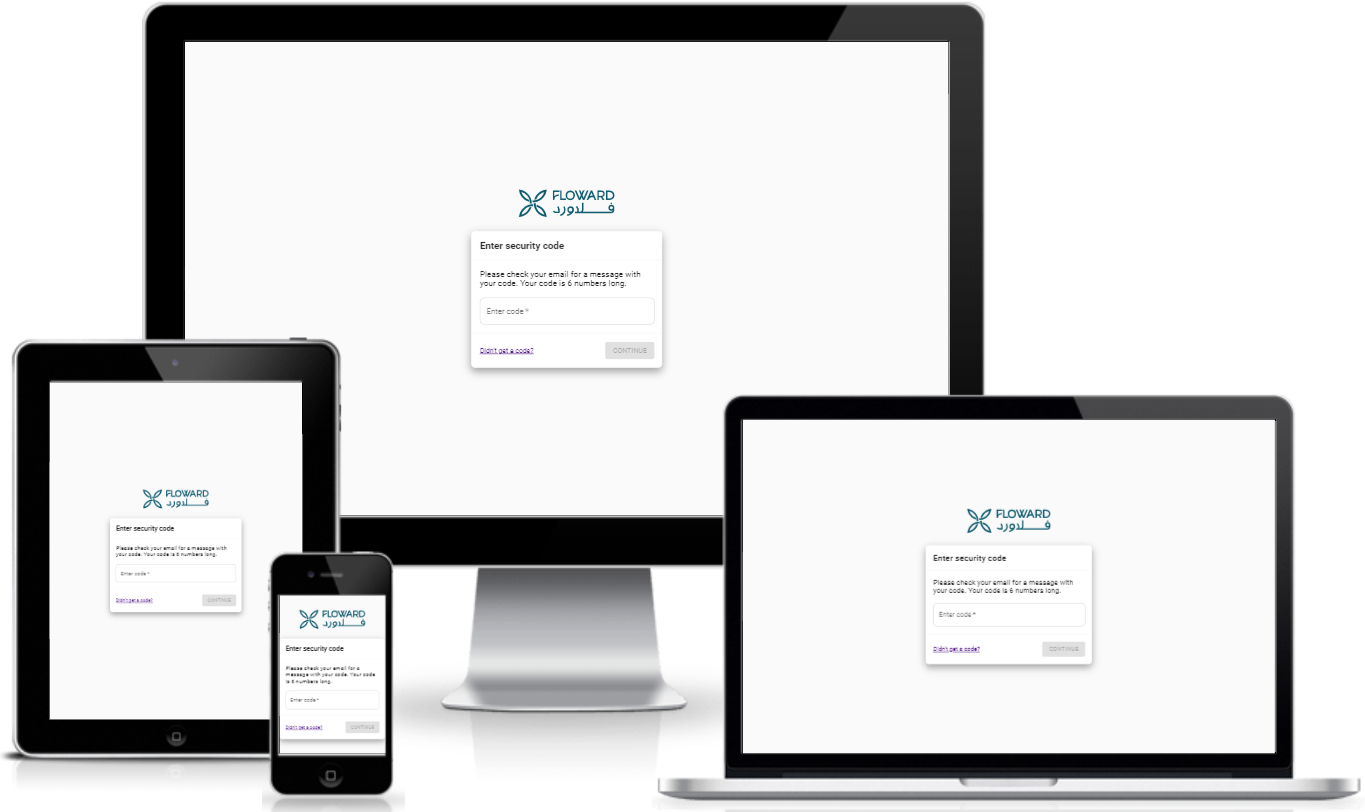 FLOWARD
فلاورد
Enter security code
Please check your email for a message with
your code. Your code is 6 numbers long.
Enter code *
Didn't get a code?
CONTINUE
FLOWARD
فلاورد
Enter security code
Please check your email for a message with
your code. Your code is 6 numbers long.
Enter code *
Didn't get a code?
CONTINUE
FLOWARD
فلاورد
Enter security code
Please check your email for a
message with your code. Your code
is 6 numbers long.
Enter code *
Didn't get a code?
CONTINUE
FLOWARD
فلاورد
Enter security code
Please check your email for a message with
your code. Your code is 6 numbers long.
Enter code *
Didn't get a code?
CONTINUE